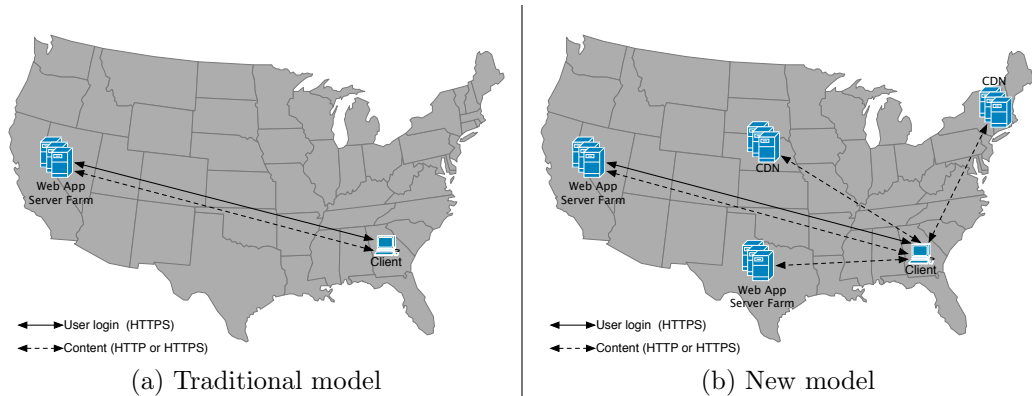 Web App
Server Farm
Client
User login (HTTPS)
Content (HTTP or HTTPS)
(a) Traditional model
CDN
CDN
Web App
Server Farm
Client
Web App
Server Farm
User login (HTTPS)
Content (HTTP or HTTPS)
(b) New model